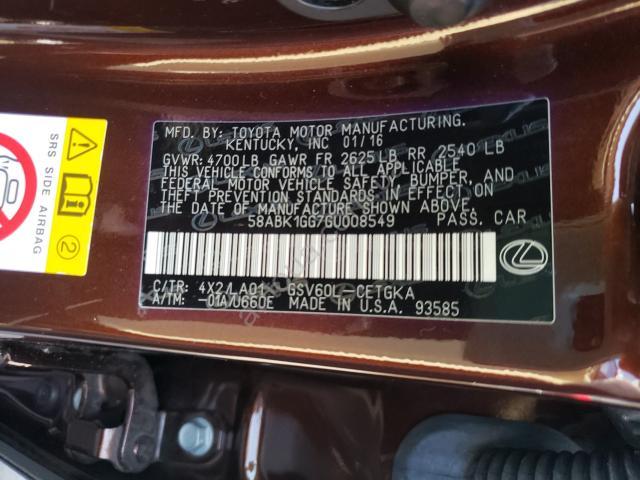 MFD. BY: TOYOTA MOTOR MANUFACTURING,
KENTUCKY, INC 01/16
GVWR: 4700LB GAWR FR 2625LB RR 2540 LB
THIS VEHICLE CONFORMS TO ALL APPLICABLE
FEDERAL MOTOR VEHICLE SAFETY, BUMPER, AND
THEFT PREVENTION STANDARDS IN EFFECT ON
THE DATE OF MANUFACTURE SHOWN ABOVE.
58ABK1GG7GU008549 PASS. CAR
C/TR: 4X2/LA01 GSV60L-CETGKA
A/TM: -01A/U660E MADE IN U.S.A. 93585
SRS SIDE AIRBAG
2